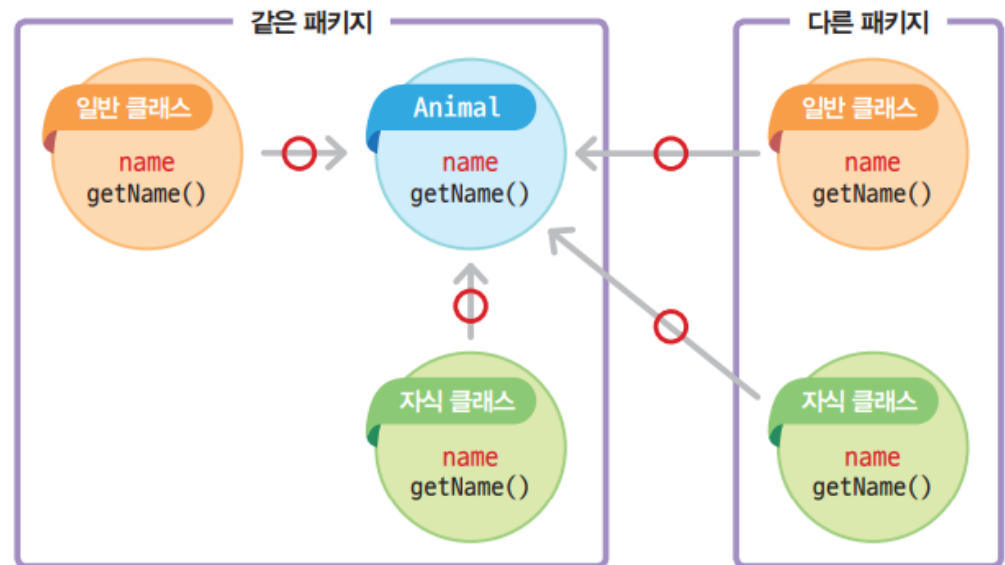 같은 패키지
다른 패키지
일반 클래스
name
getName()
Animal
name
getName()
일반 클래스
name
getName()
자식 클래스
name
getName()
자식 클래스
name
getName()